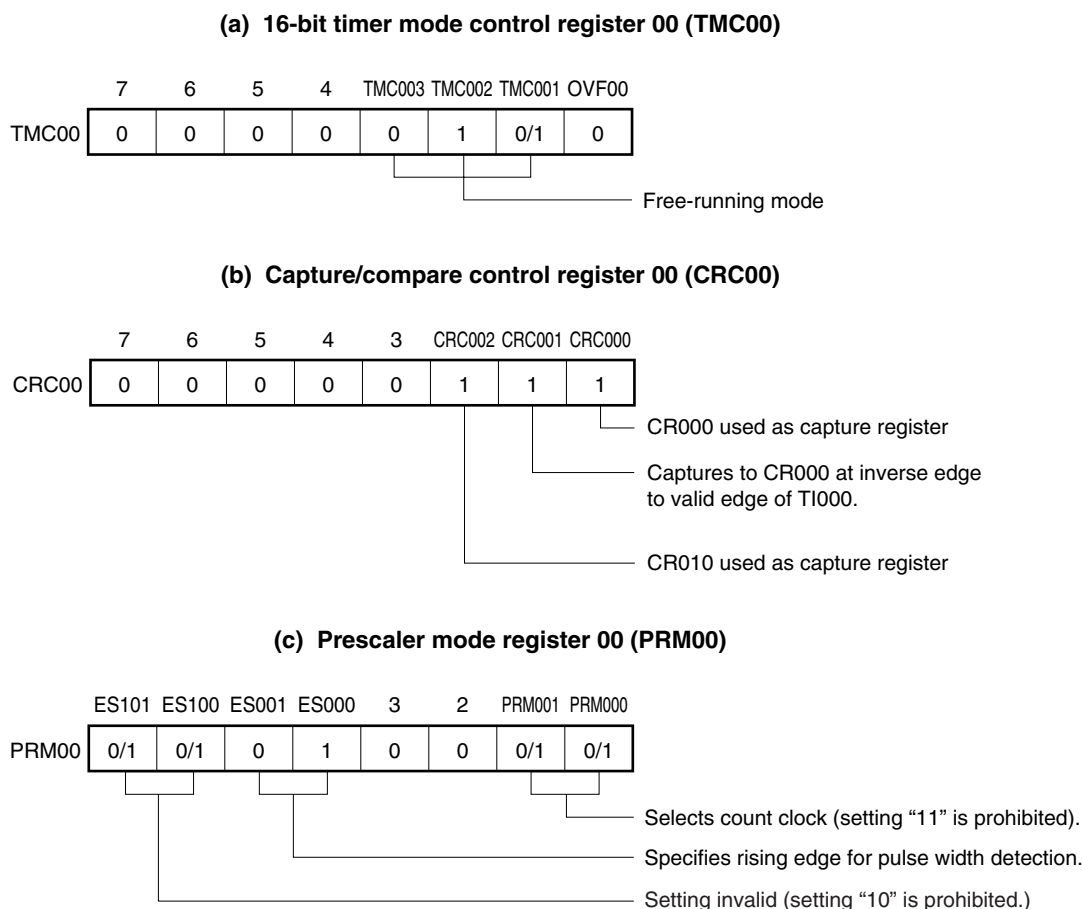 (a) 16-bit timer mode control register 00 (TMC00)
7 6 5 4 TMC003 TMC002 TMC001 OVF00
TMC00 0 0 0 0 0 1 0/1 0
Free-running mode
(b) Capture/compare control register 00 (CRC00)
7 6 5 4 3 CRC002 CRC001 CRC000
CRC00 0 0 0 0 0 1 1 1
CR000 used as capture register
Captures to CR000 at inverse edge
to valid edge of TI000.
CR010 used as capture register
(c) Prescaler mode register 00 (PRM00)
ES101 ES100 ES001 ES000 3 2 PRM001 PRM000
PRM00 0/1 0/1 0 1 0 0 0/1 0/1
Selects count clock (setting “11” is prohibited).
Specifies rising edge for pulse width detection.
Setting invalid (setting “10” is prohibited.)